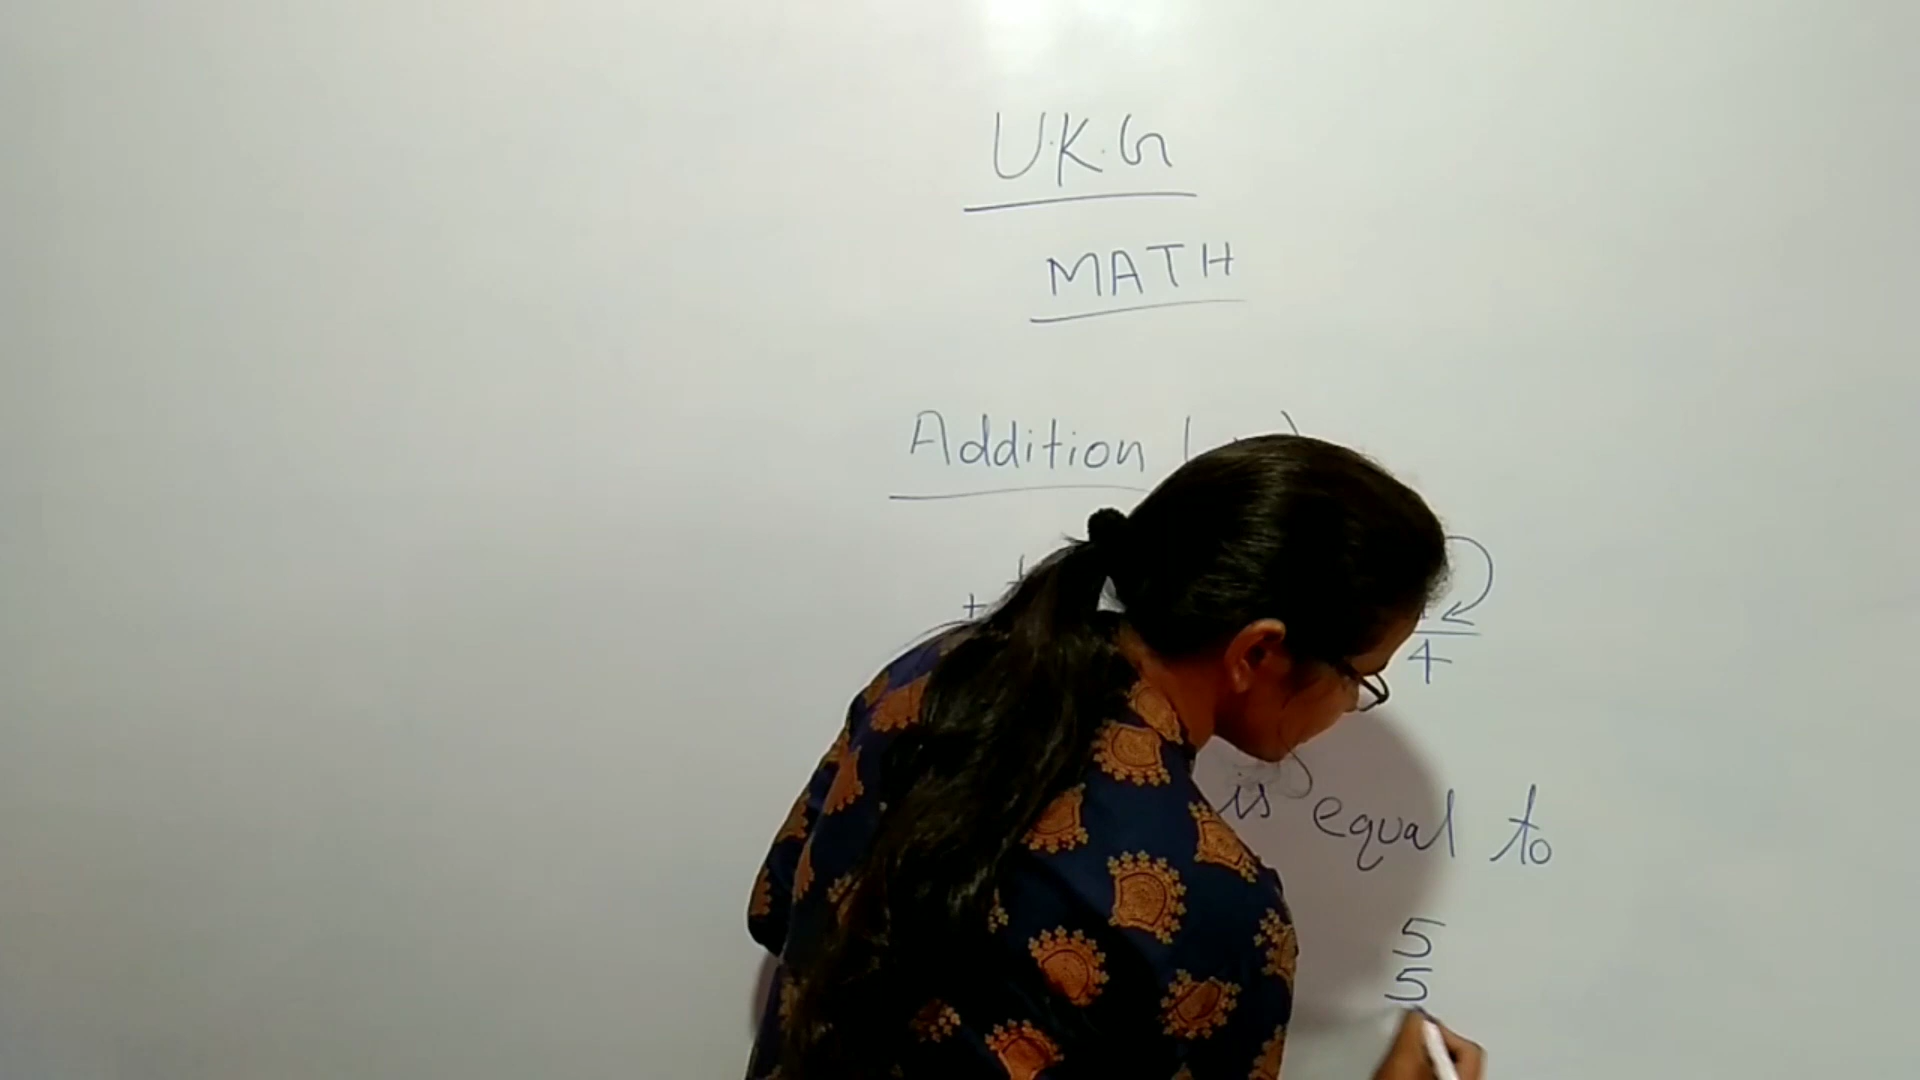 U.K.G
MATH
Addition (
+
4
is equal to
5
5